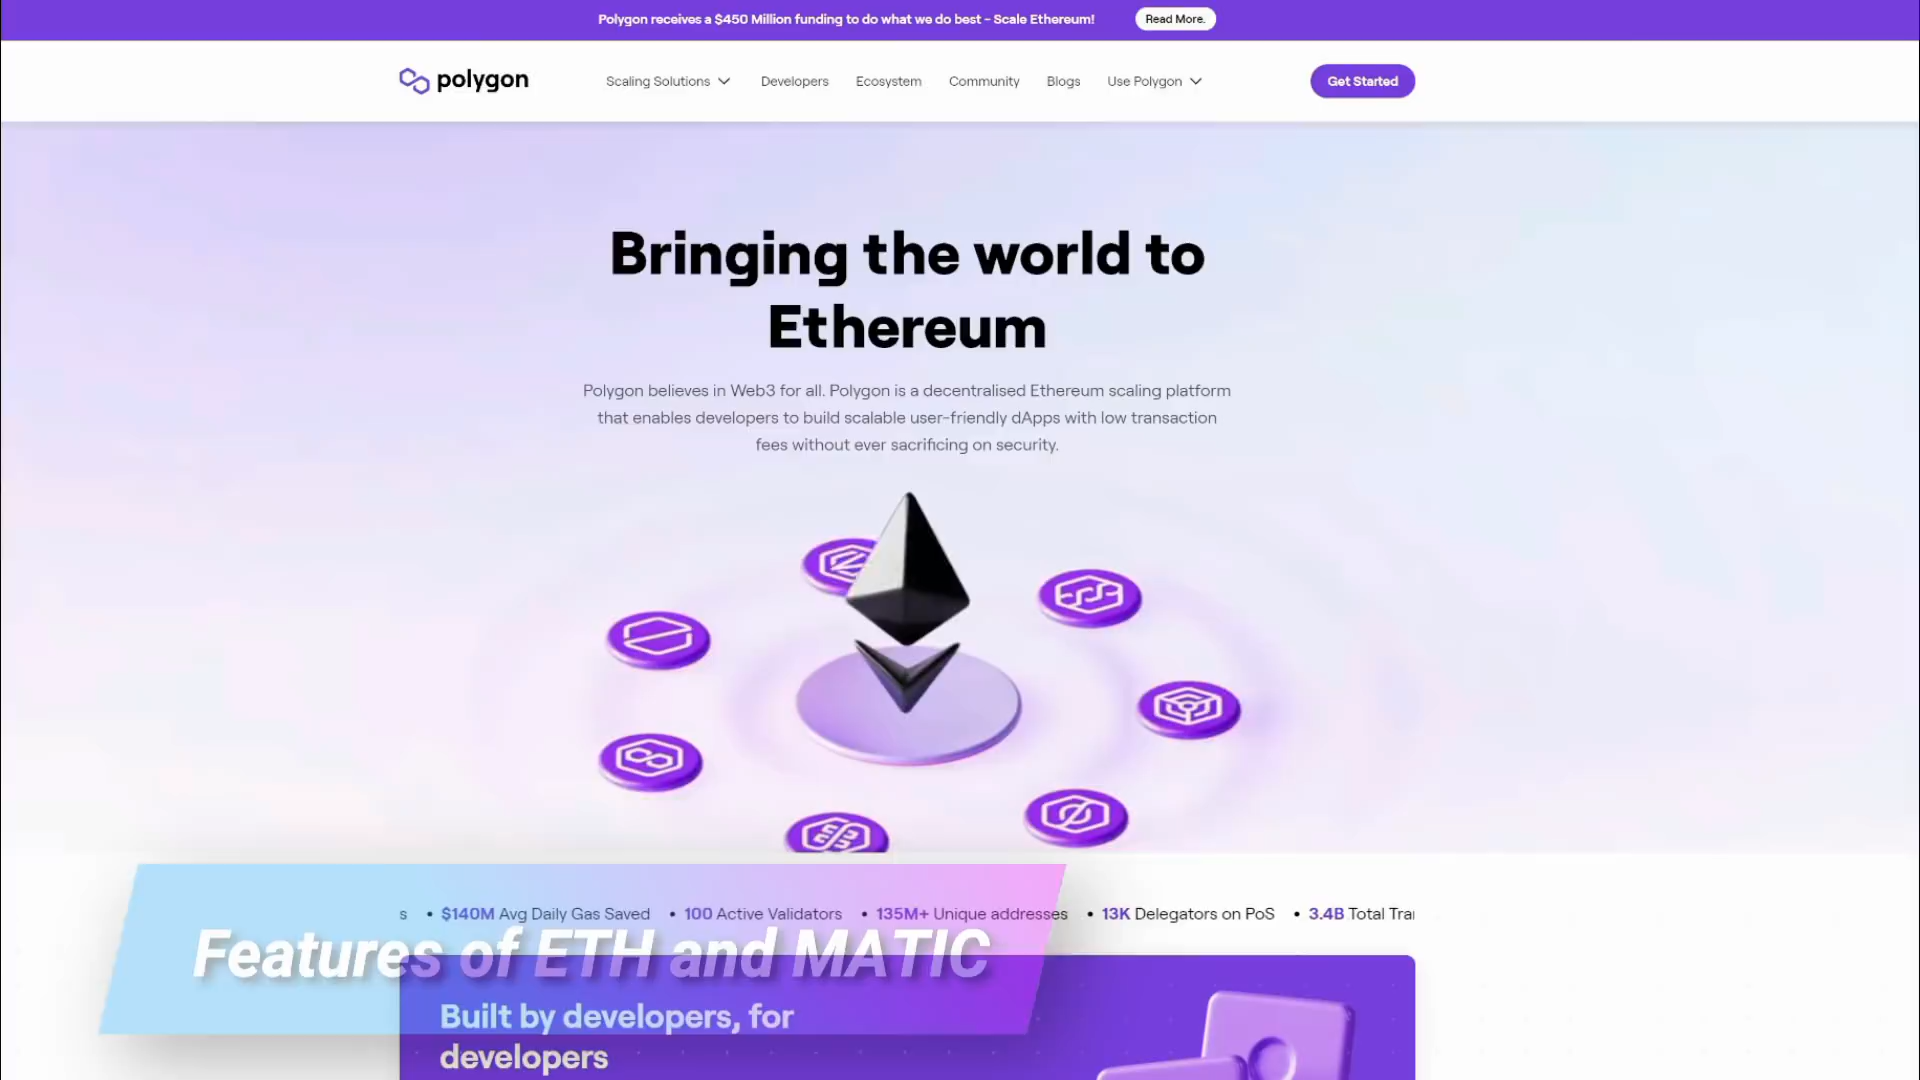 Polygon receives a $450 Million funding to do what we do best - Scale Ethereum! Read More.
polygon Scaling Solutions Developers Ecosystem Community Blogs Use Polygon Get Started
Bringing the world to
Ethereum
Polygon believes in Web3 for all. Polygon is a decentralised Ethereum scaling platform
that enables developers to build scalable user-friendly dApps with low transaction
fees without ever sacrificing on security.
s • $140M Avg Daily Gas Saved • 100 Active Validators • 135M+ Unique addresses • 13K Delegators on PoS • 3.4B Total Tra
Features of ETH and MATIC
Built by developers, for
developers